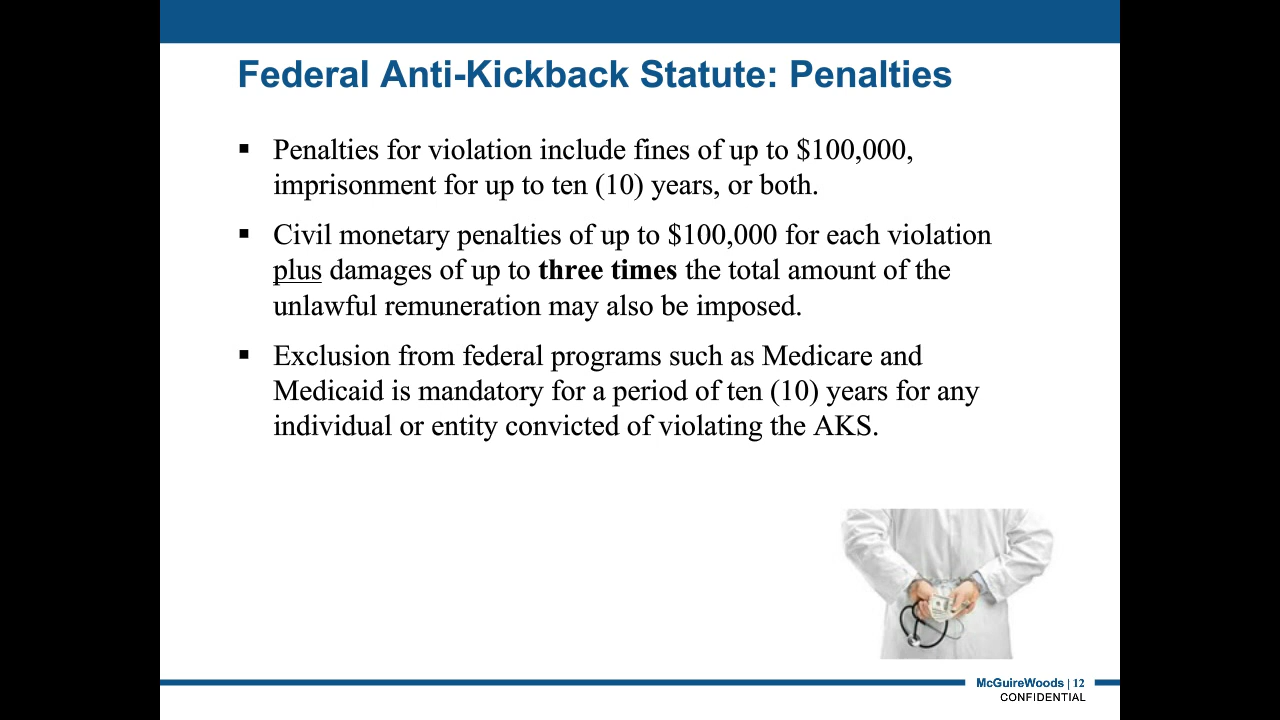 Federal Anti-Kickback Statute: Penalties
▪ Penalties for violation include fines of up to $100,000,
imprisonment for up to ten (10) years, or both.
▪ Civil monetary penalties of up to $100,000 for each violation
plus damages of up to three times the total amount of the
unlawful remuneration may also be imposed.
▪ Exclusion from federal programs such as Medicare and
Medicaid is mandatory for a period of ten (10) years for any
individual or entity convicted of violating the AKS.
McGuireWoods | 12
CONFIDENTIAL